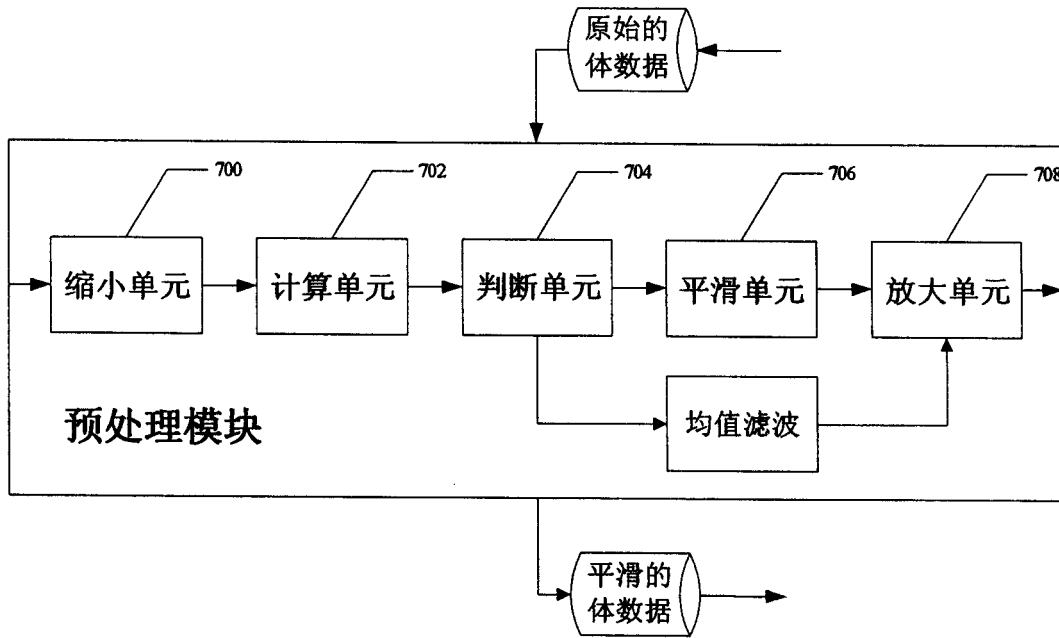 原始的
体数据
700
702
704
706
708
缩小单元
计算单元
判断单元
平滑单元
放大单元
预处理模块
均值滤波
平滑的
体数据